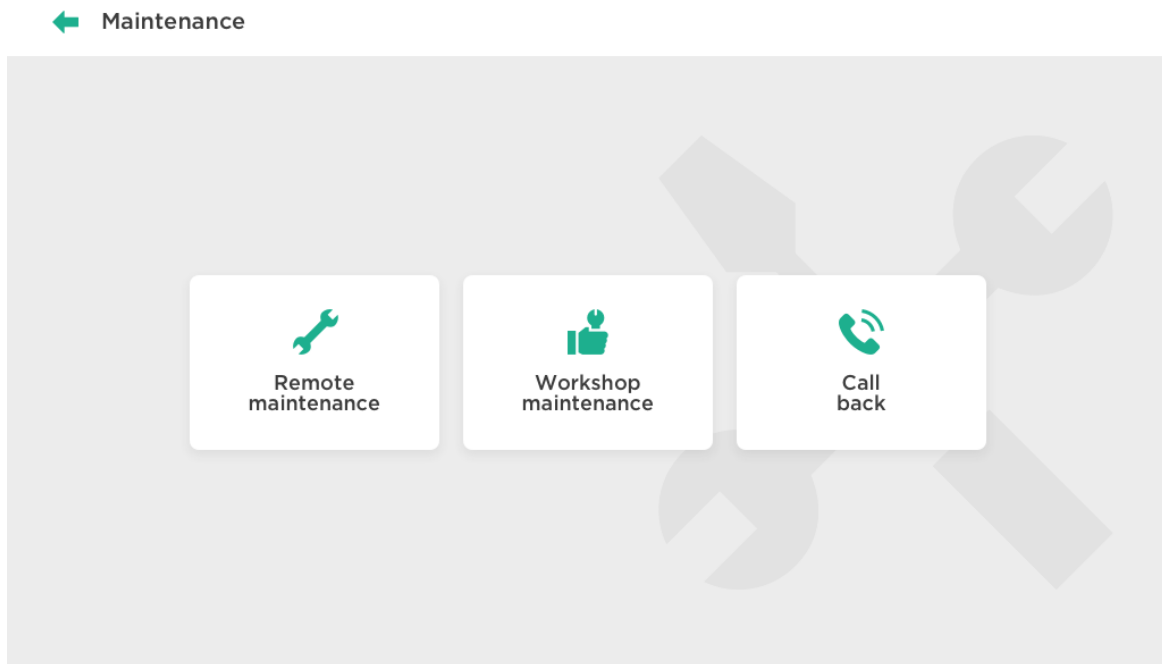 Maintenance
Remote
maintenance
Workshop
maintenance
Call
back